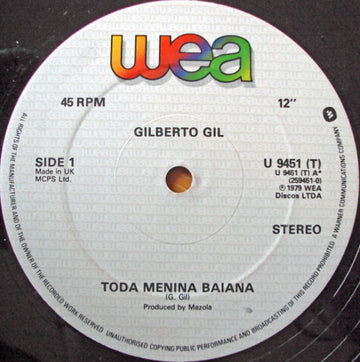 wea
45 RPM
12"
GILBERTO GIL
SIDE 1
Made in UK
MCPS Ltd.
U 9451 (T)
U 9451 (T) A*
(259451-0)
℗ 1979 WEA
Discos LTDA
STEREO
TODA MENINA BAIANA
(G. Gil)
Produced by Mazola
ALL RIGHTS OF THE MANUFACTURER AND OF THE OWNER OF THE RECORDED WORK RESERVED
UNAUTHORISED COPYING PUBLIC PERFORMANCE AND BROADCASTING OF THIS RECORD PROHIBITED
A WARNER COMMUNICATIONS COMPANY